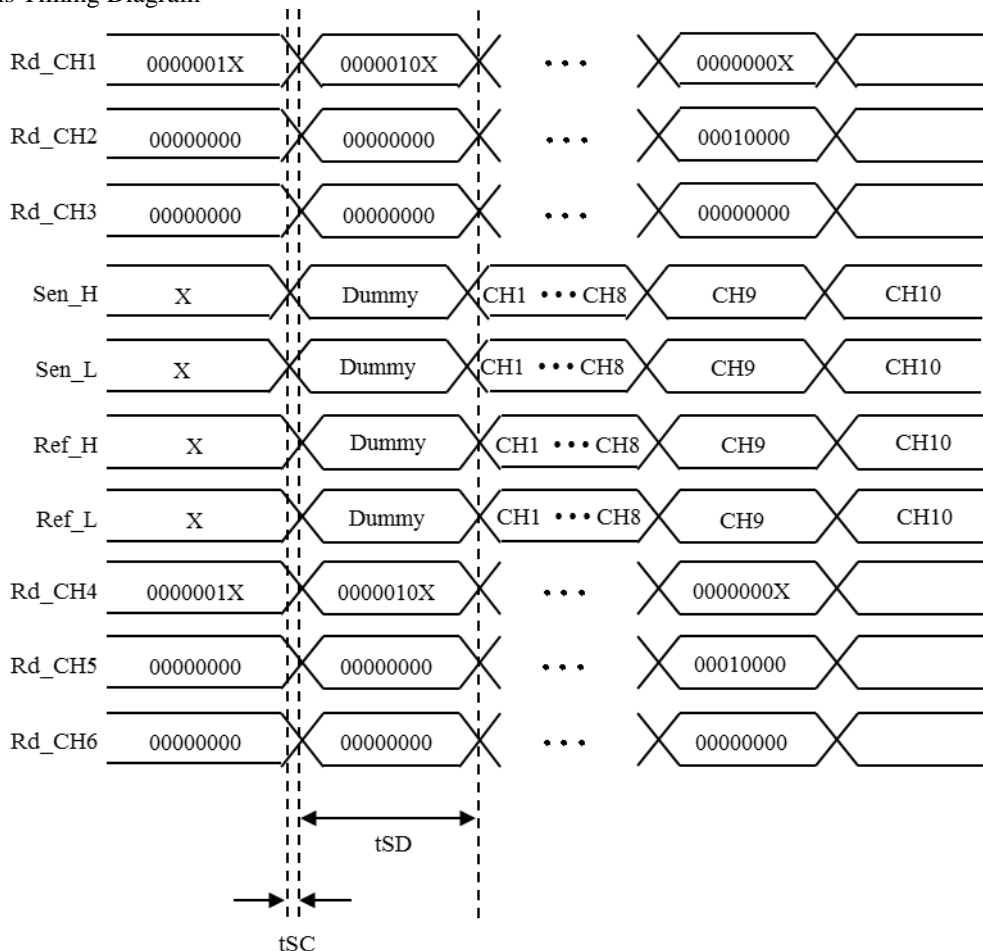 Timing Diagram
Rd_CH1 0000001X 0000010X • • • 0000000X
Rd_CH2 00000000 00000000 • • • 00010000
Rd_CH3 00000000 00000000 • • • 00000000
Sen_H X Dummy CH1 • • • CH8 CH9 CH10
Sen_L X Dummy CH1 • • • CH8 CH9 CH10
Ref_H X Dummy CH1 • • • CH8 CH9 CH10
Ref_L X Dummy CH1 • • • CH8 CH9 CH10
Rd_CH4 0000001X 0000010X • • • 0000000X
Rd_CH5 00000000 00000000 • • • 00010000
Rd_CH6 00000000 00000000 • • • 00000000
tSD
tSC